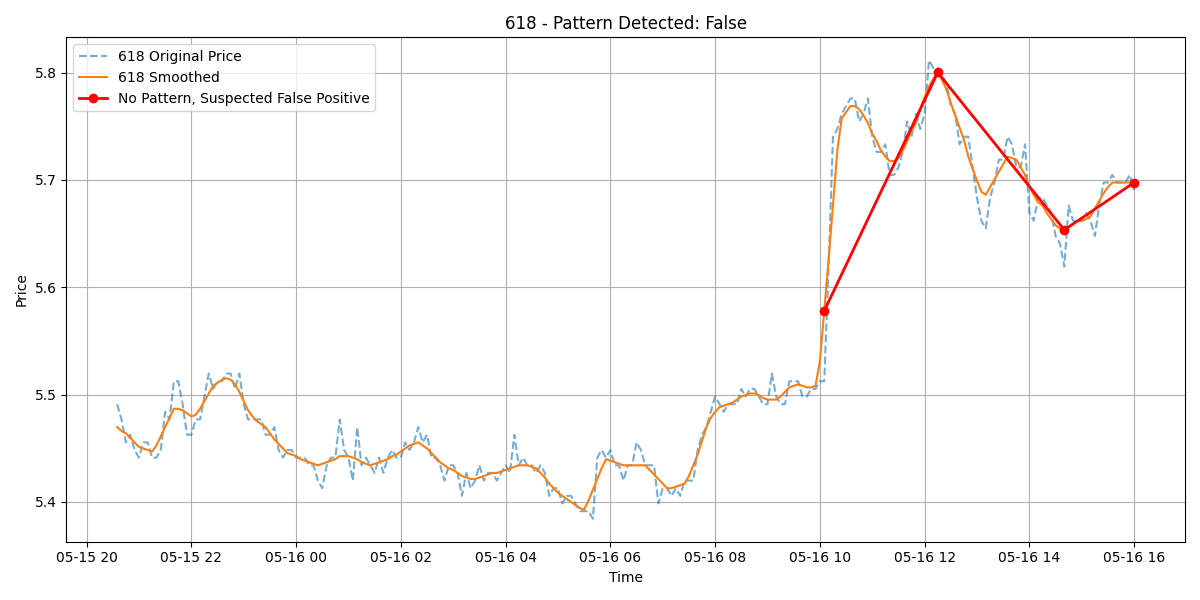 618 - Pattern Detected: False
618 Original Price
618 Smoothed
No Pattern, Suspected False Positive
Price
5.8
5.7
5.6
5.5
5.4
05-15 20
05-15 22
05-16 00
05-16 02
05-16 04
05-16 06
05-16 08
05-16 10
05-16 12
05-16 14
05-16 16
Time